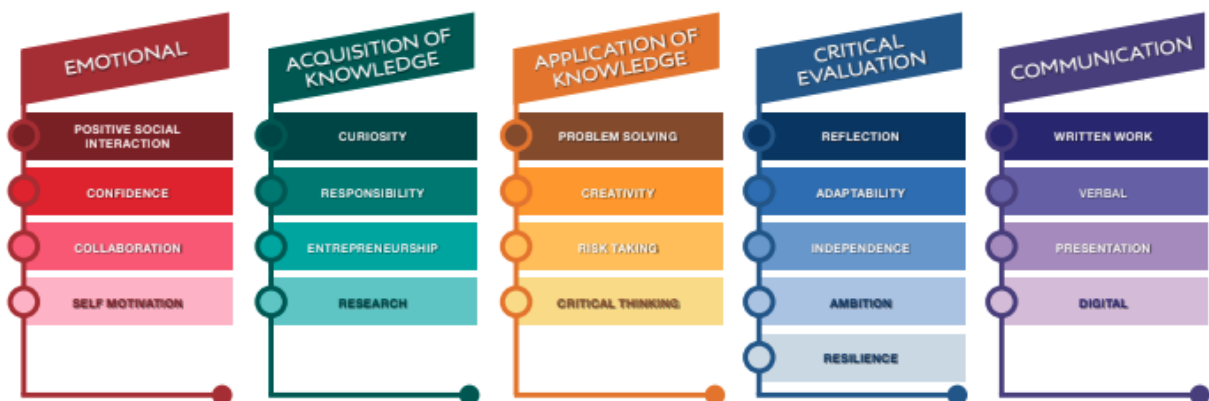 EMOTIONAL
POSITIVE SOCIAL
INTERACTION
CONFIDENCE
COLLABORATION
SELF MOTIVATION
ACQUISITION OF
KNOWLEDGE
CURIOSITY
RESPONSIBILITY
ENTREPRENEURSHIP
RESEARCH
APPLICATION OF
KNOWLEDGE
PROBLEM SOLVING
CREATIVITY
RISK TAKING
CRITICAL THINKING
CRITICAL
EVALUATION
REFLECTION
ADAPTABILITY
INDEPENDENCE
AMBITION
RESILIENCE
COMMUNICATION
WRITTEN WORK
VERBAL
PRESENTATION
DIGITAL